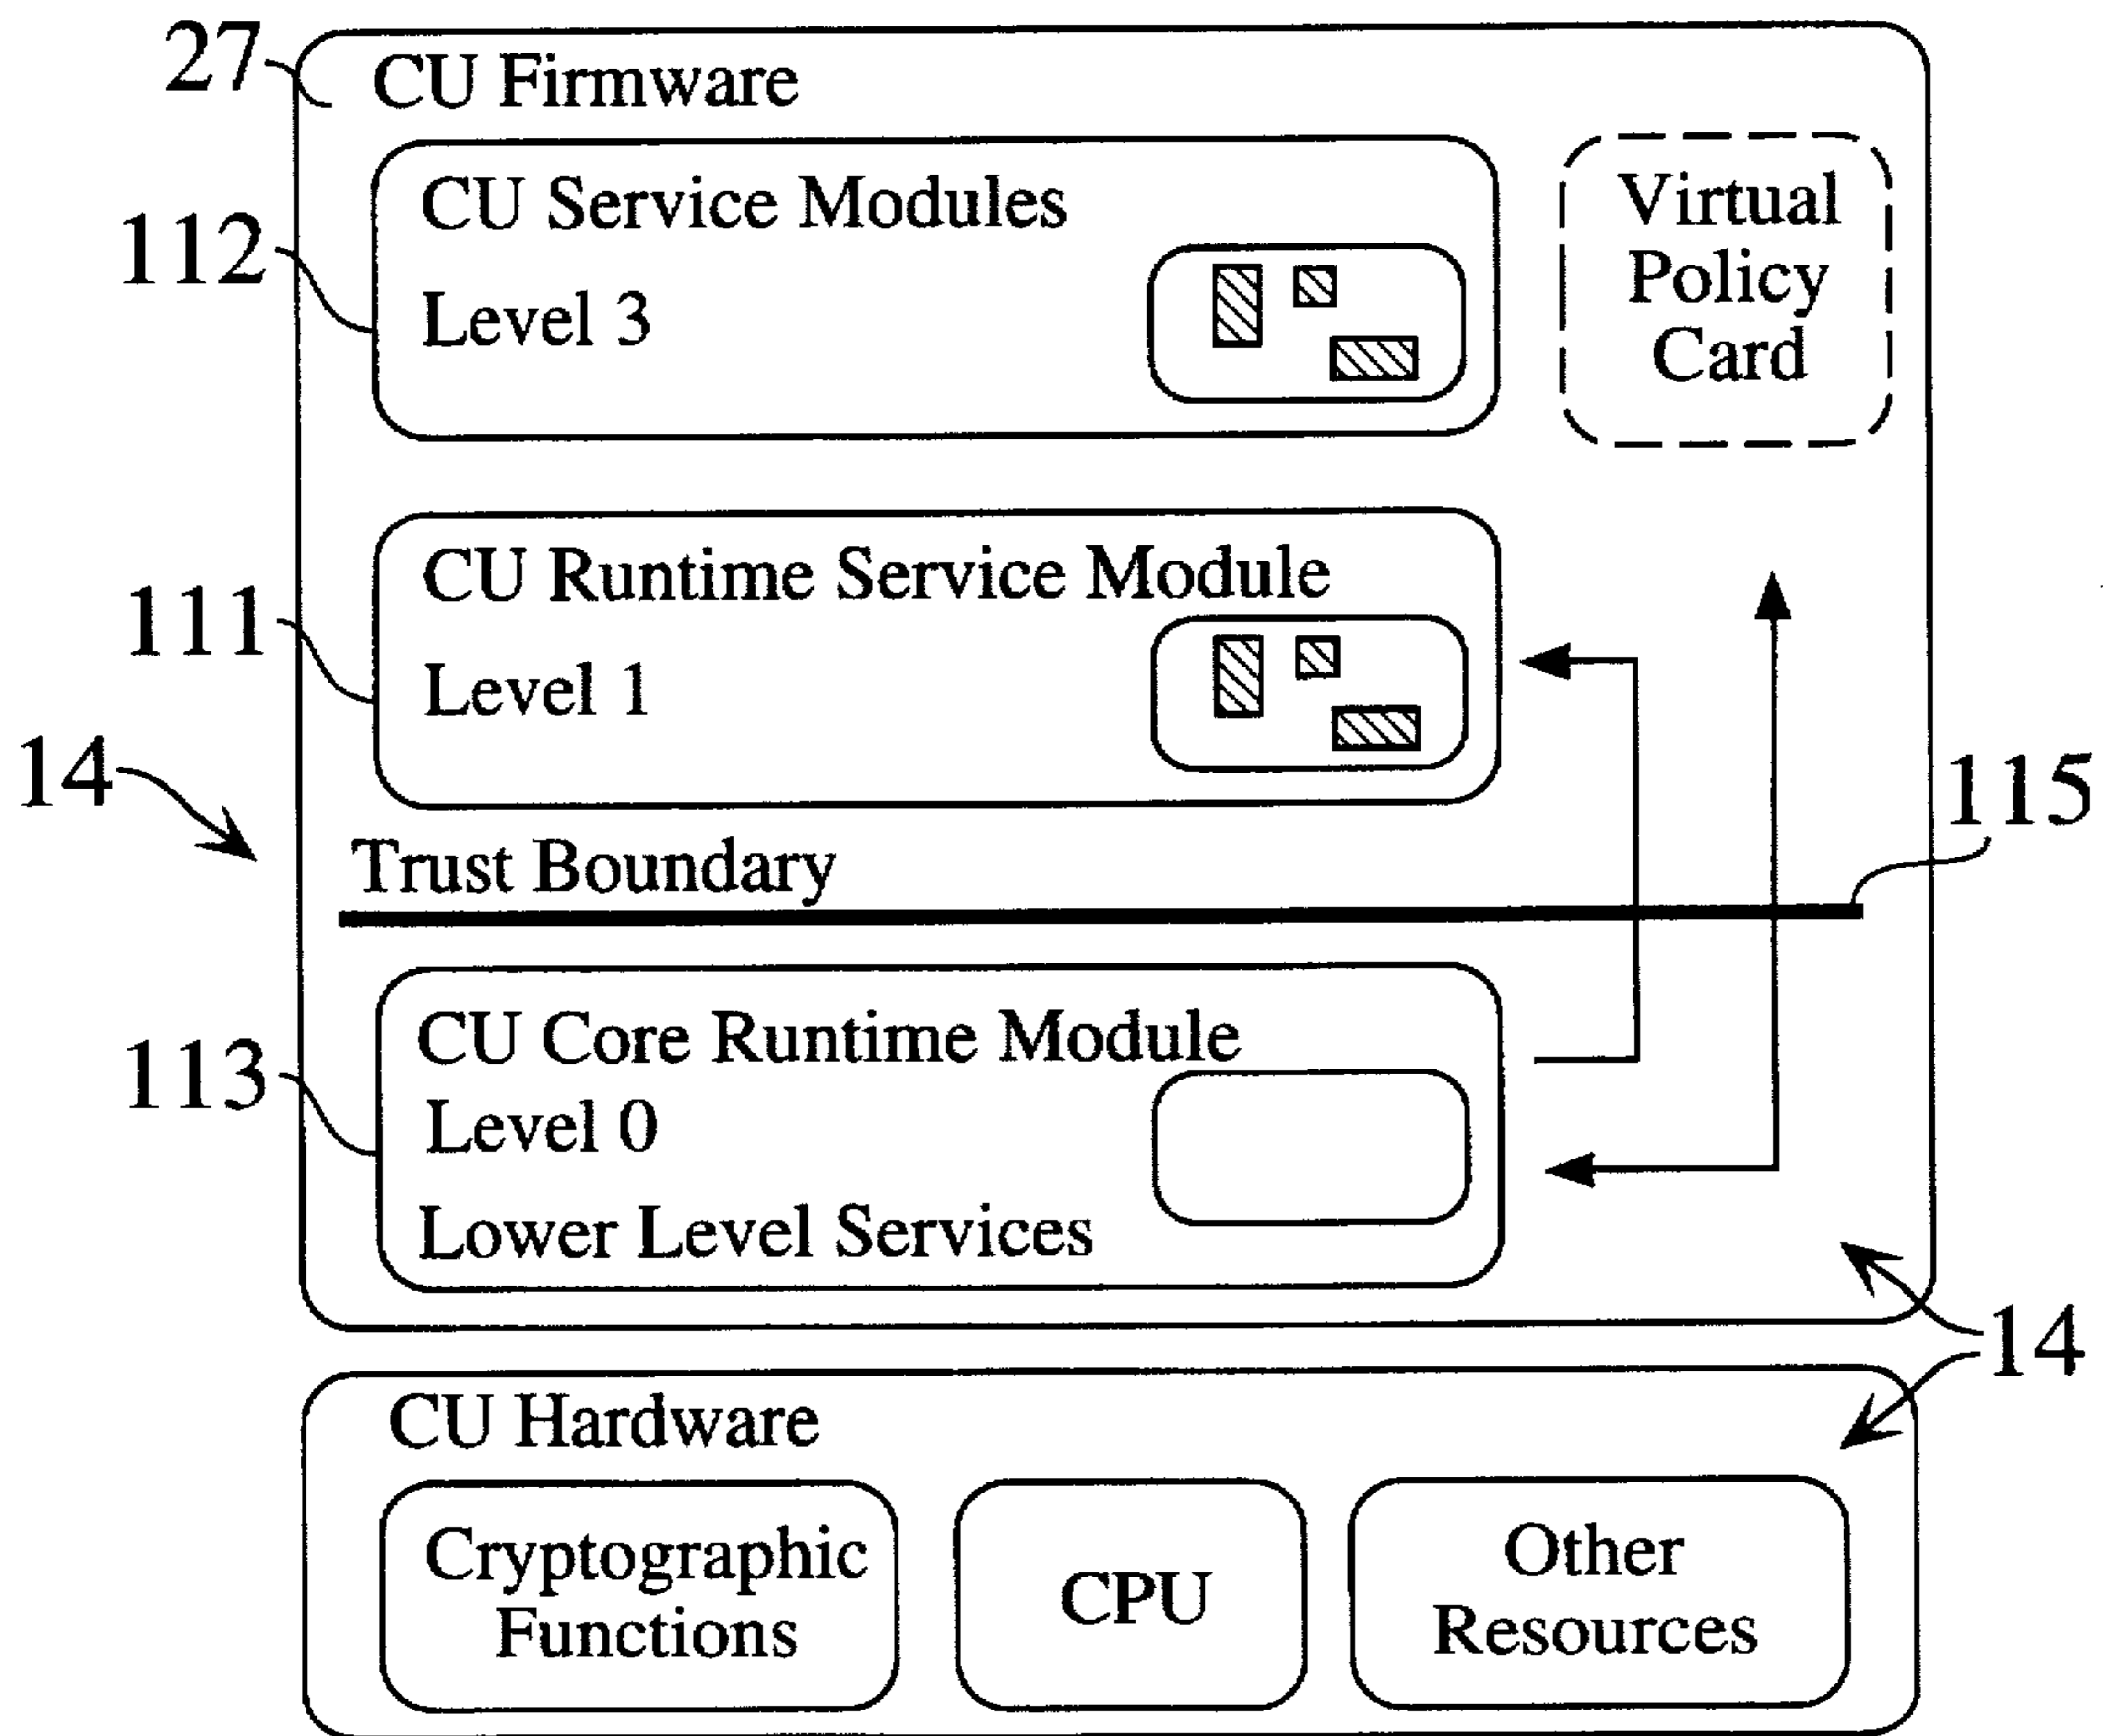 27
CU Firmware
CU Service Modules
112
Level 3
Virtual
Policy
Card
CU Runtime Service Module
111
Level 1
14
115
Trust Boundary
CU Core Runtime Module
113
Level 0
Lower Level Services
14
CU Hardware
Cryptographic
Functions
CPU
Other
Resources